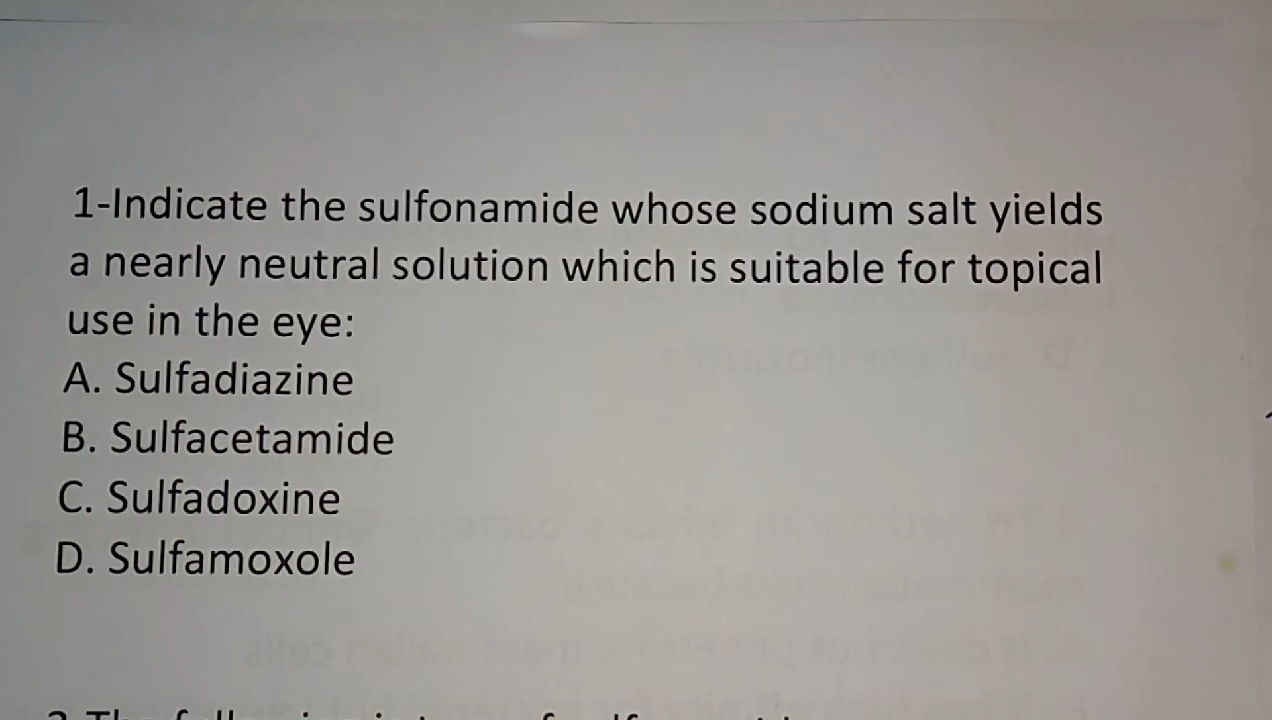 1-Indicate the sulfonamide whose sodium salt yields
a nearly neutral solution which is suitable for topical
use in the eye:
A. Sulfadiazine
B. Sulfacetamide
C. Sulfadoxine
D. Sulfamoxole